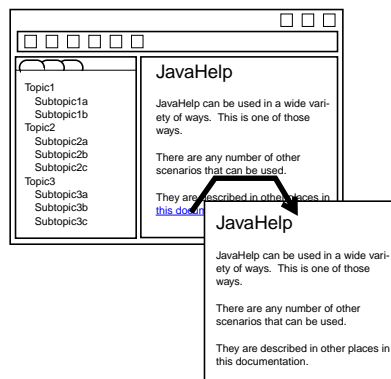 Topic1
Subtopic1a
Subtopic1b
Topic2
Subtopic2a
Subtopic2b
Subtopic2c
Topic3
Subtopic3a
Subtopic3b
Subtopic3c
JavaHelp
JavaHelp can be used in a wide vari-
ety of ways. This is one of those
ways.
There are any number of other
scenarios that can be used.
They are described in other places in
this
JavaHelp
JavaHelp can be used in a wide vari-
ety of ways. This is one of those
ways.
There are any number of other
scenarios that can be used.
They are described in other places in
this documentation.